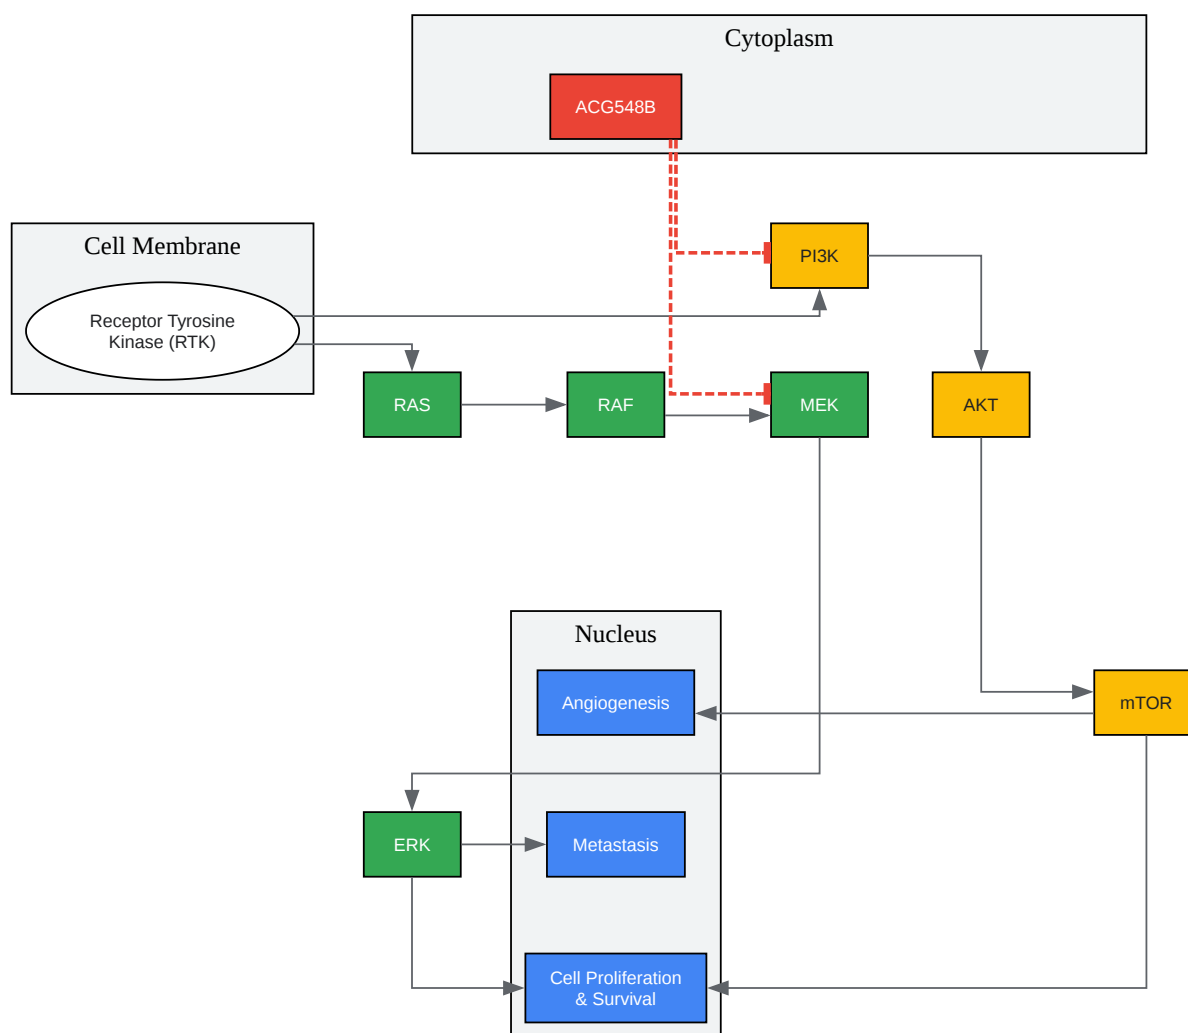 Cytoplasm
ACG548B
Cell Membrane
Receptor Tyrosine
Kinase (RTK)
PI3K
RAS
RAF
MEK
AKT
Nucleus
Angiogenesis
mTOR
ERK
Metastasis
Cell Proliferation
& Survival